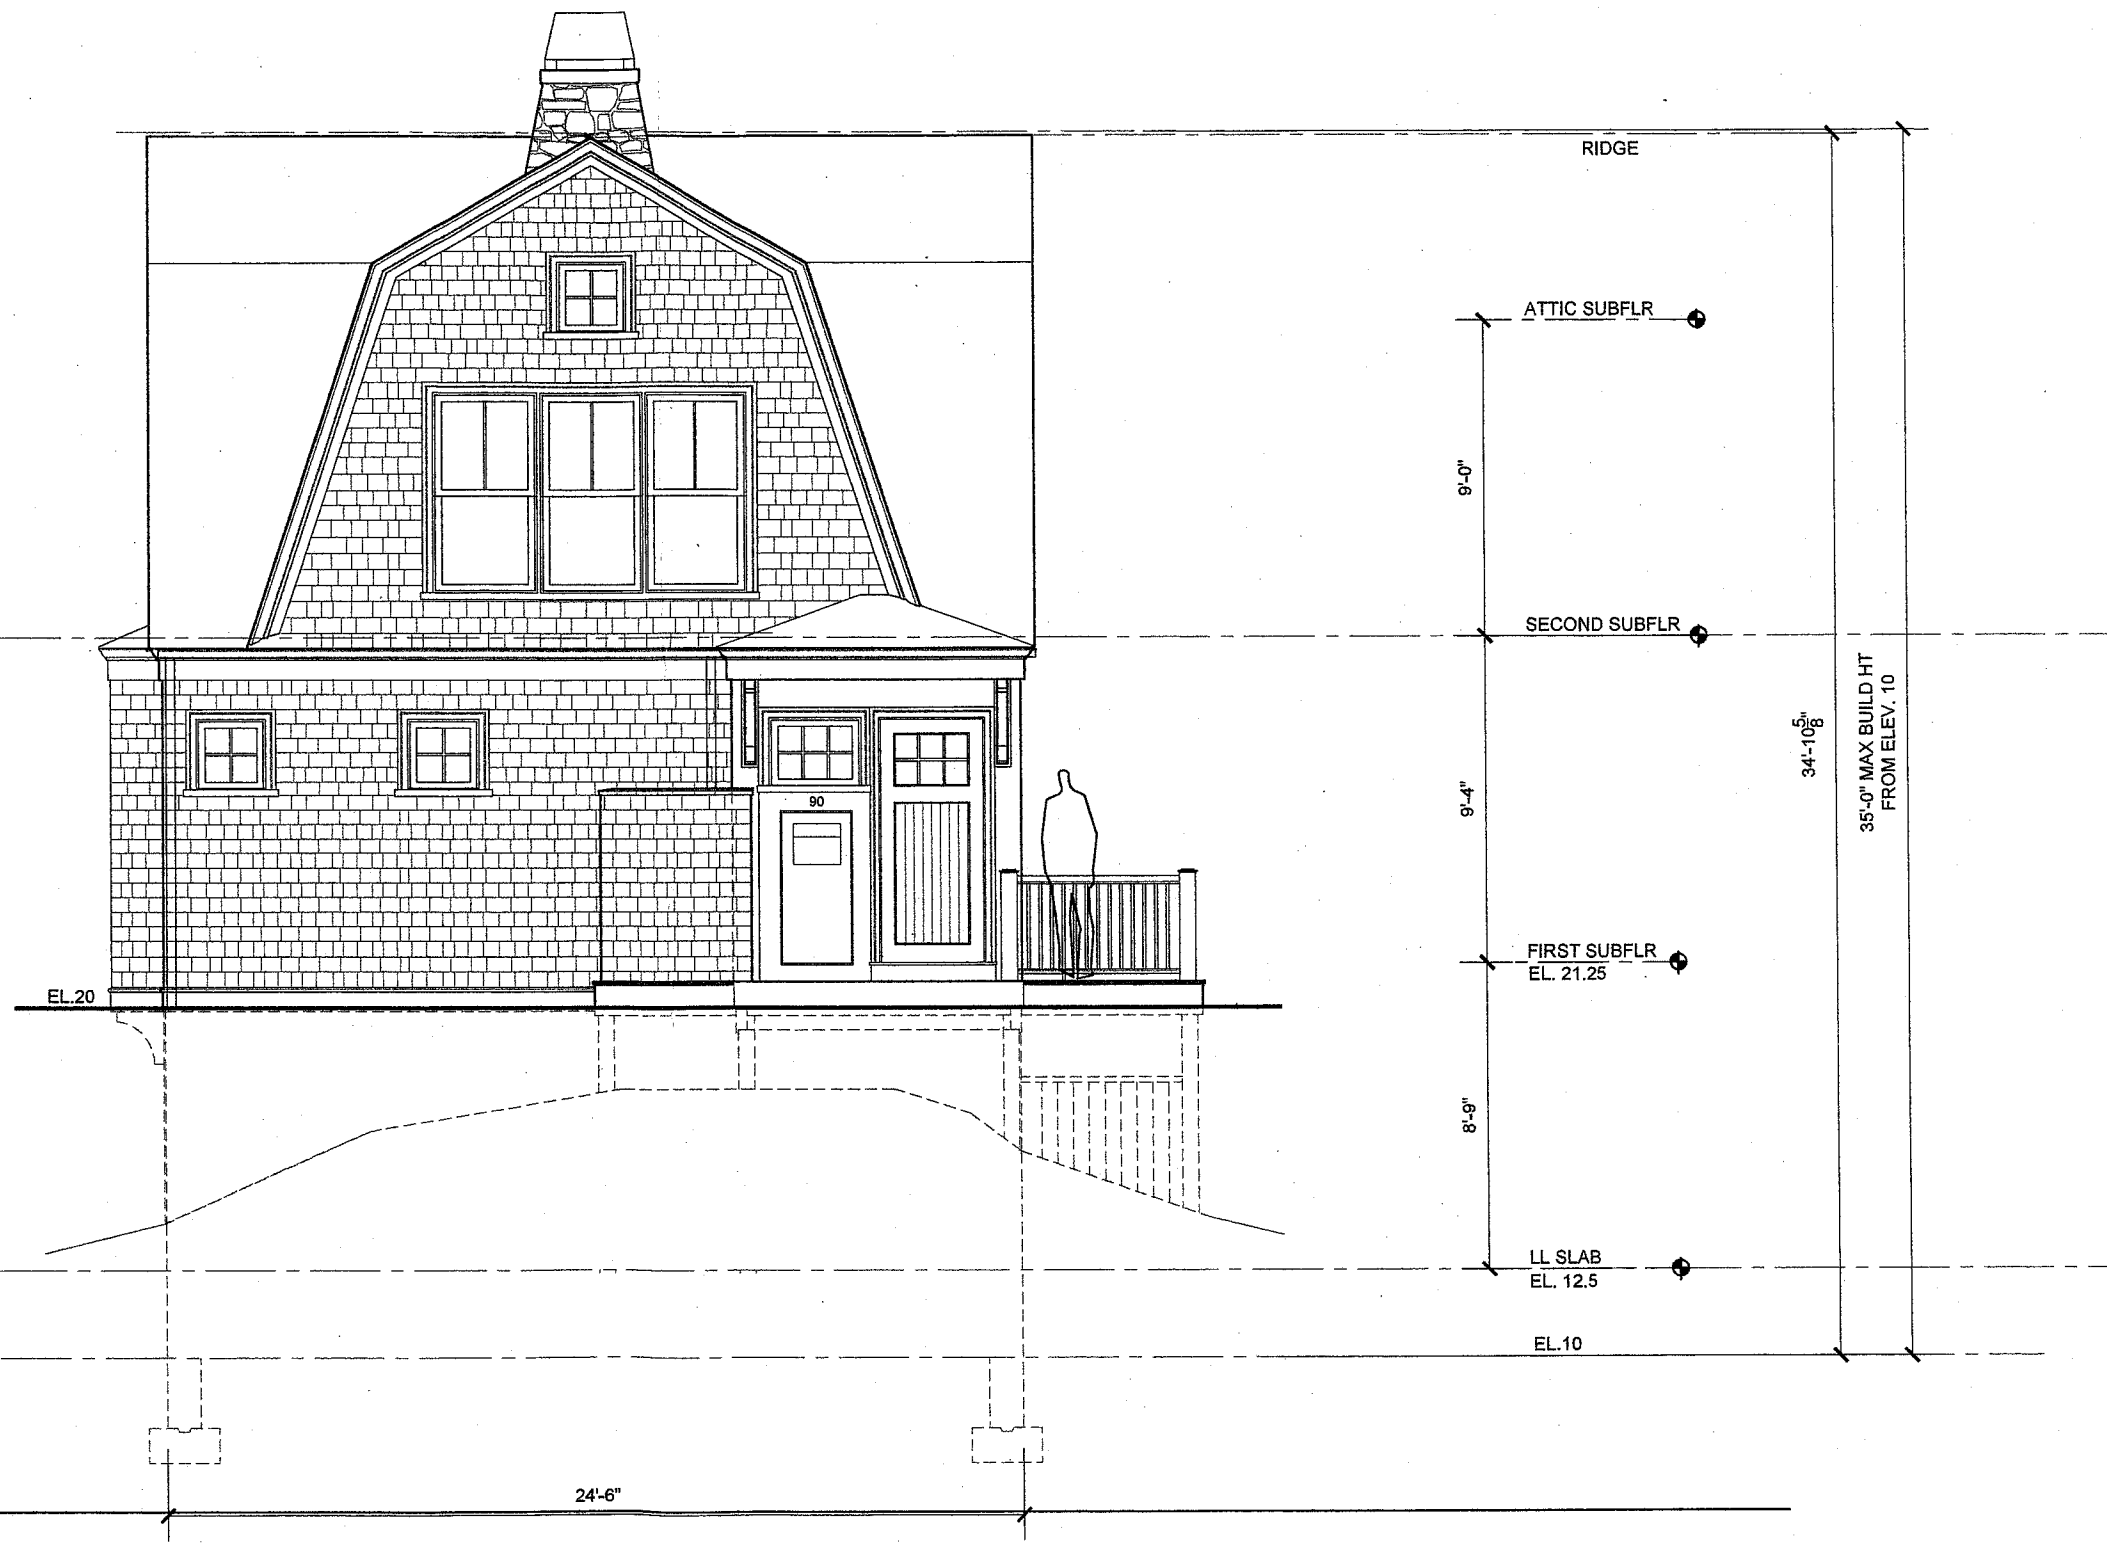 RIDGE
ATTIC SUBFLR
9'-0"
SECOND SUBFLR
35'-0" MAX BUILD HT
FROM ELEV. 10
34'-10 5/8"
9'-4"
90
FIRST SUBFLR
EL. 21.25
EL.20
8'-9"
LL SLAB
EL. 12.5
EL.10
24'-6"